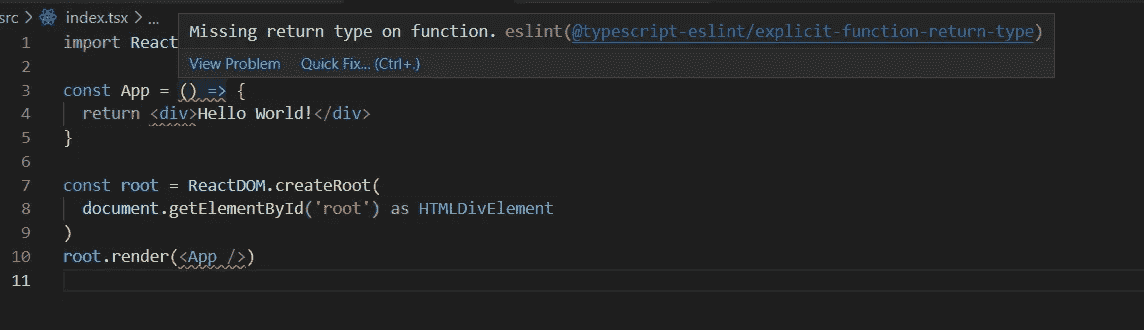 src > index.tsx > ...
Missing return type on function. eslint(@typescript-eslint/explicit-function-return-type)
View Problem Quick Fix... (Ctrl+.)
1 import React
2
3 const App = () => {
4 return <div>Hello World!</div>
5 }
6
7 const root = ReactDOM.createRoot(
8 document.getElementById('root') as HTMLDivElement
9 )
10 root.render(<App />)
11